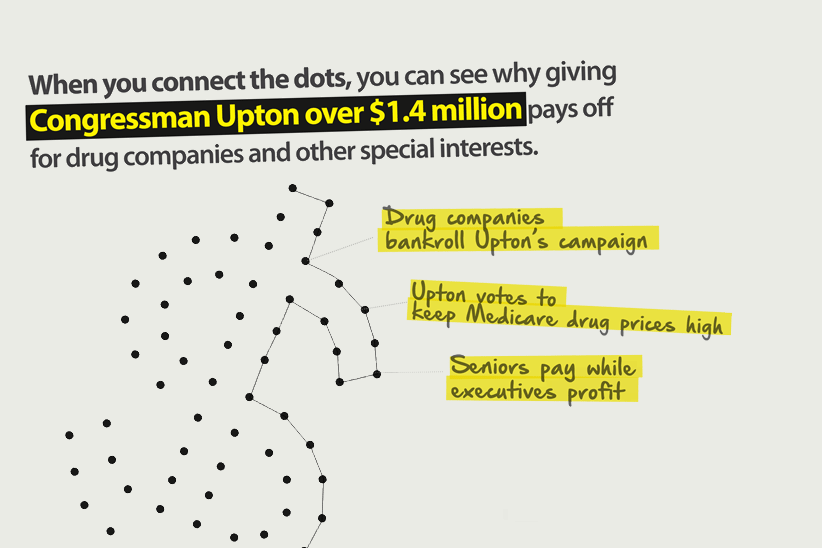 When you connect the dots, you can see why giving
Congressman Upton over $1.4 million pays off
for drug companies and other special interests.
Drug companies
bankroll Upton's campaign
Upton votes to
keep Medicare drug prices high
Seniors pay while
executives profit